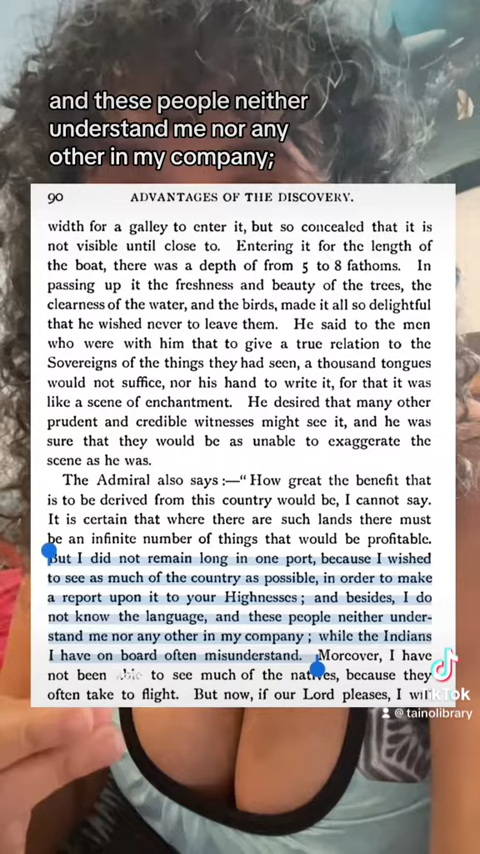 and these people neither
understand me nor any
other in my company;
90 ADVANTAGES OF THE DISCOVERY.
width for a galley to enter it, but so concealed that it is
not visible until close to. Entering it for the length of
the boat, there was a depth of from 5 to 8 fathoms. In
passing up it the freshness and beauty of the trees, the
clearness of the water, and the birds, made it all so delightful
that he wished never to leave them. He said to the men
who were with him that to give a true relation to the
Sovereigns of the things they had seen, a thousand tongues
would not suffice, nor his hand to write it, for that it was
like a scene of enchantment. He desired that many other
prudent and credible witnesses might see it, and he was
sure that they would be as unable to exaggerate the
scene as he was.
The Admiral also says :—“ How great the benefit that
is to be derived from this country would be, I cannot say.
It is certain that where there are such lands there must
be an infinite number of things that would be profitable.
But I did not remain long in one port, because I wished
to see as much of the country as possible, in order to make
a report upon it to your Highnesses ; and besides, I do
not know the language, and these people neither under-
stand me nor any other in my company ; while the Indians
I have on board often misunderstand. Moreover, I have
not been to see much of the natives, because they
often take to flight. But now, if our Lord pleases, I will
TikTok
@tainolibrary